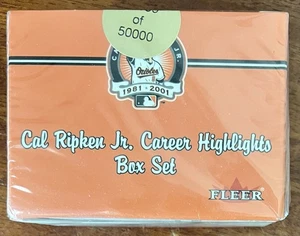 of
50000
Orioles
1981 - 2001
Cal Ripken Jr. Career Highlights
Box Set
FLEER